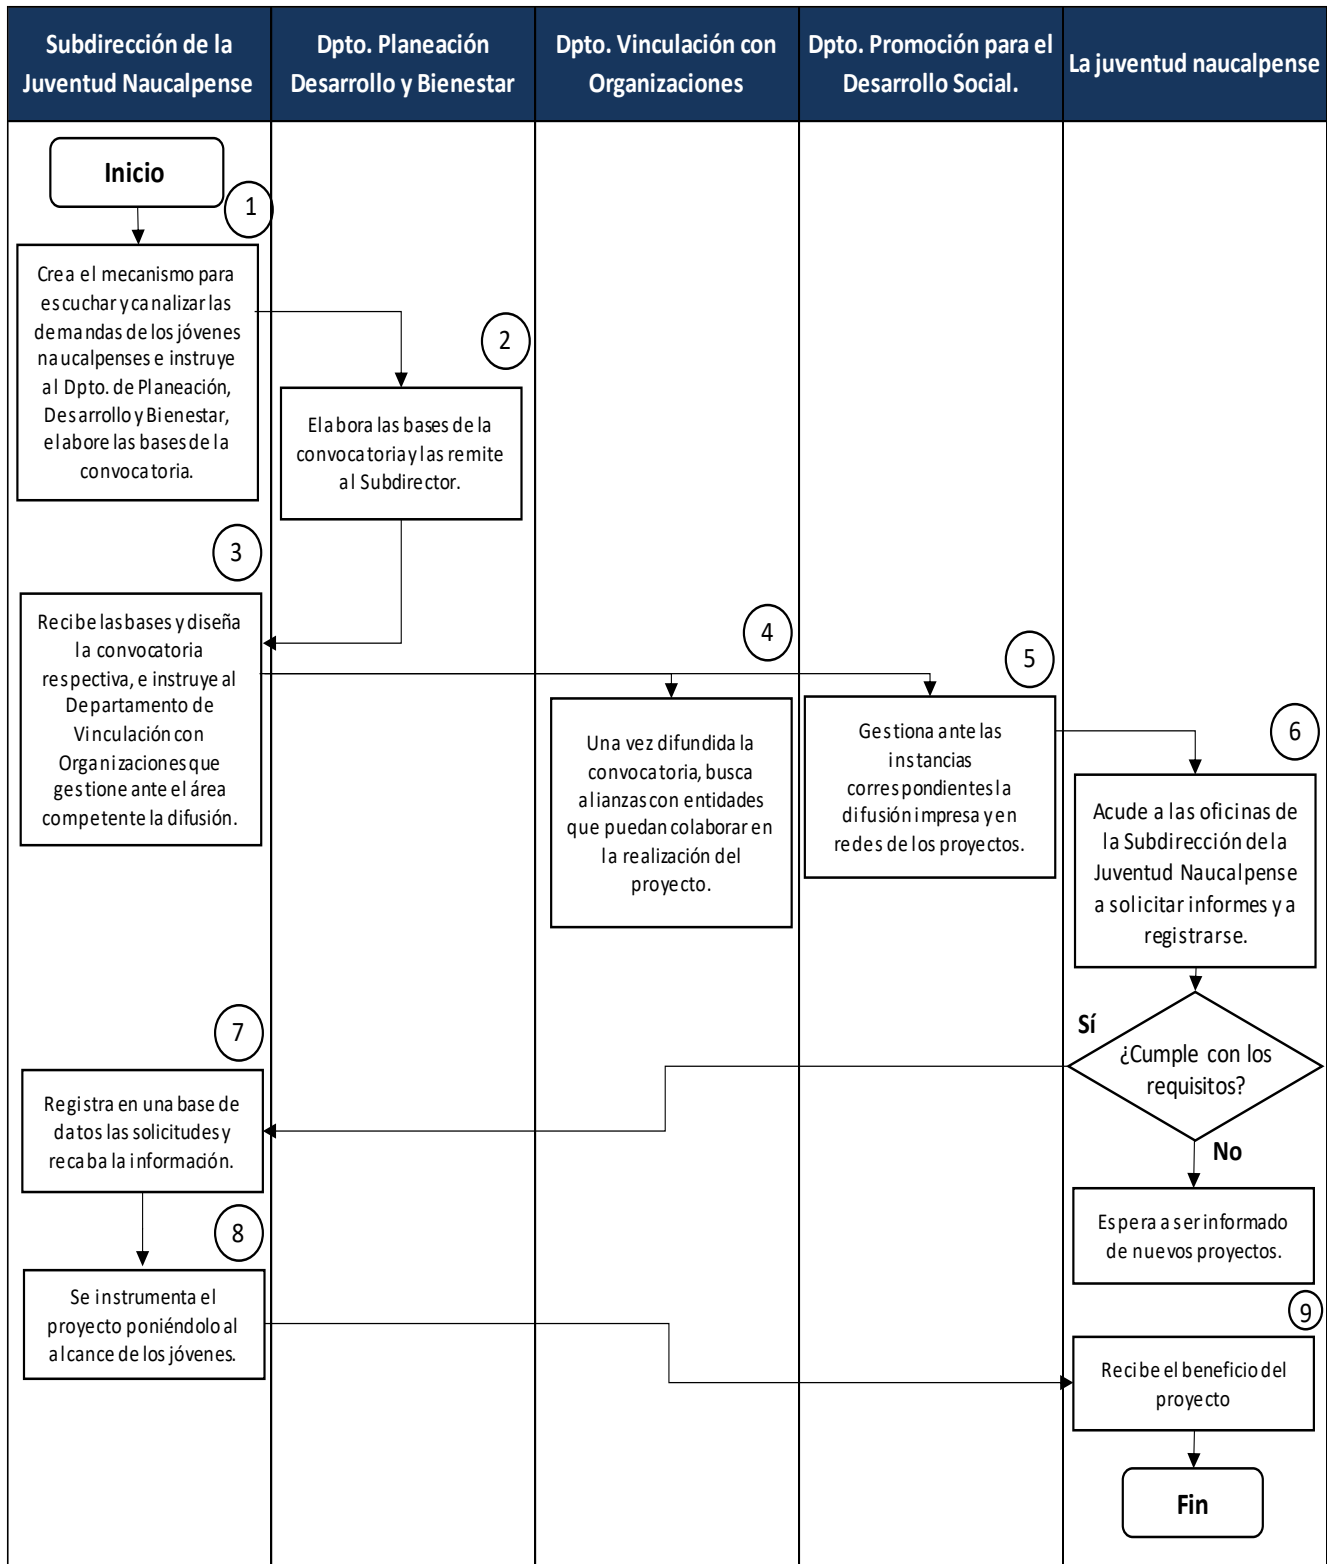 Subdirección de la
Juventud Naucalpense
Dpto. Planeación
Desarrollo y Bienestar
Dpto. Vinculación con
Organizaciones
Dpto. Promoción para el
Desarrollo Social.
La juventud naucalpense
Inicio
1
Crea el mecanismo para
escuchar y canalizar las
demandas de los jóvenes
naucalpenses e instruye
al Dpto. de Planeación,
Desarrollo y Bienestar,
elabore las bases de la
convocatoria.
2
Elabora las bases de la
convocatoria y las remite
al Subdirector.
3
Recibe las bases y diseña
la convocatoria
respectiva, e instruye al
Departamento de
Vinculación con
Organizaciones que
gestione ante el área
competente la difusión.
4
Una vez difundida la
convocatoria, busca
alianzas con entidades
que puedan colaborar en
la realización del
proyecto.
5
Gestiona ante las
instancias
correspondientes la
difusión impresa y en
redes de los proyectos.
6
Acude a las oficinas de
la Subdirección de la
Juventud Naucalpense
a solicitar informes y a
registrarse.
Sí
¿Cumple con los
requisitos?
No
7
Registra en una base de
datos las solicitudes y
recaba la información.
Espera a ser informado
de nuevos proyectos.
8
Se instrumenta el
proyecto poniéndolo al
alcance de los jóvenes.
9
Recibe el beneficio del
proyecto
Fin